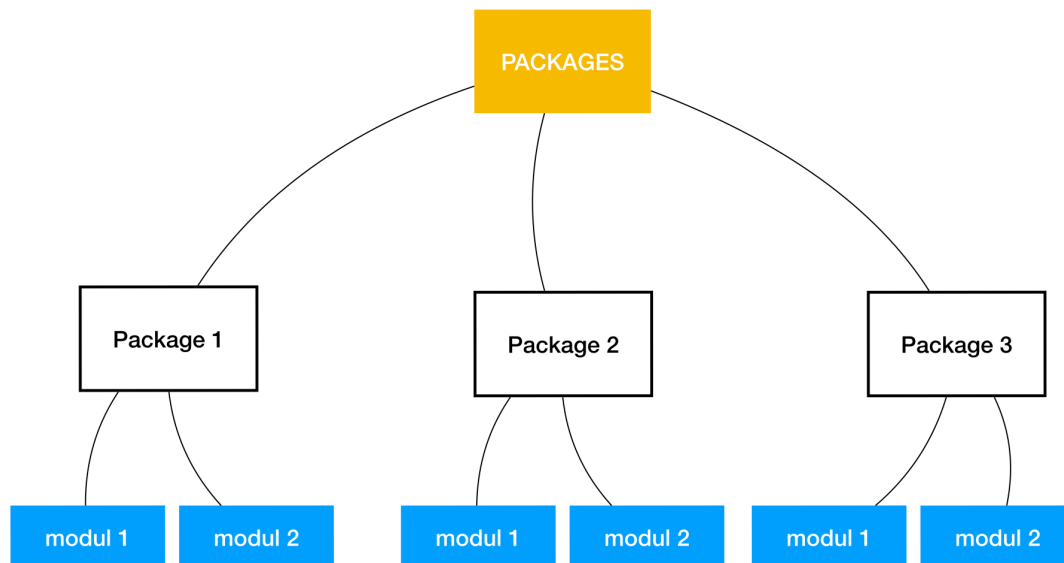 PACKAGES
Package 1
Package 2
Package 3
modul 1
modul 2
modul 1
modul 2
modul 1
modul 2